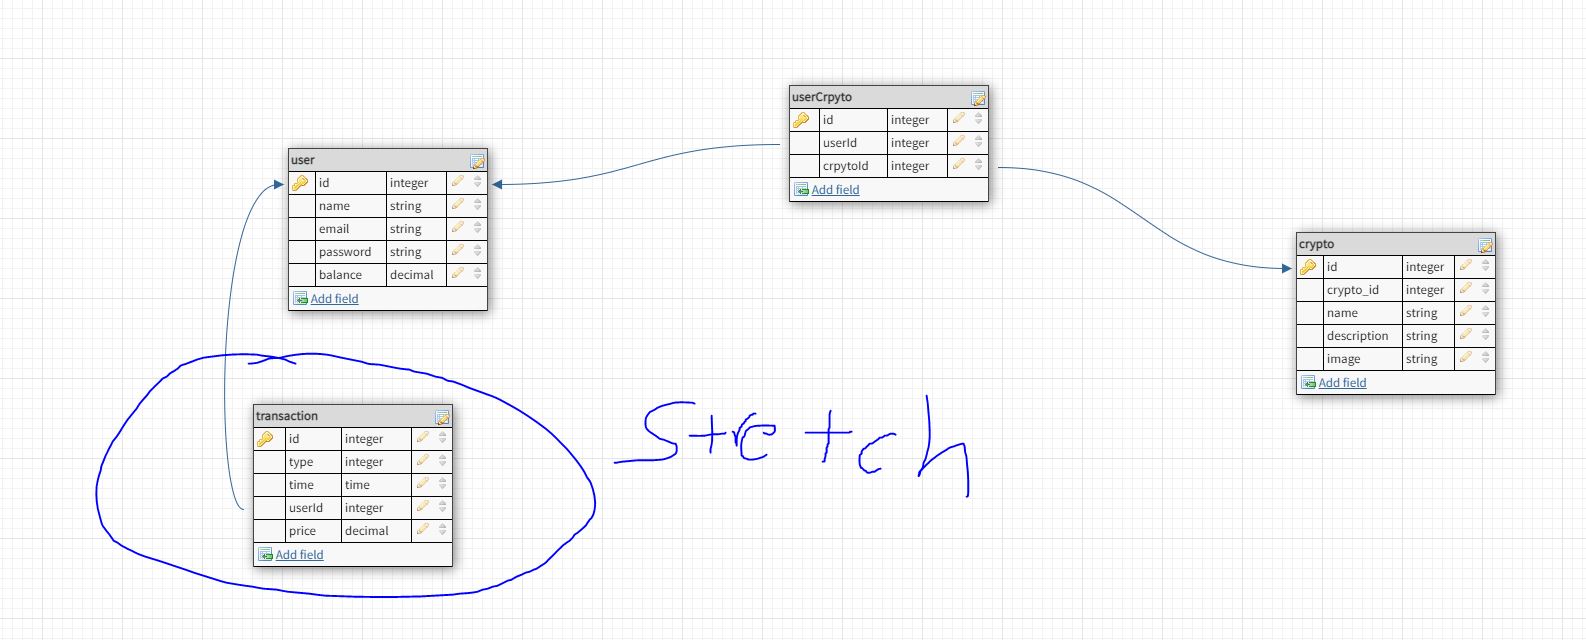 userCrpyto
id integer
userId integer
crpytoId integer
Add field
user
id integer
name string
email string
password string
balance decimal
Add field
crypto
id integer
crypto_id integer
name string
description string
image string
Add field
transaction
id integer
type integer
time time
userId integer
price decimal
Add field
Stretch